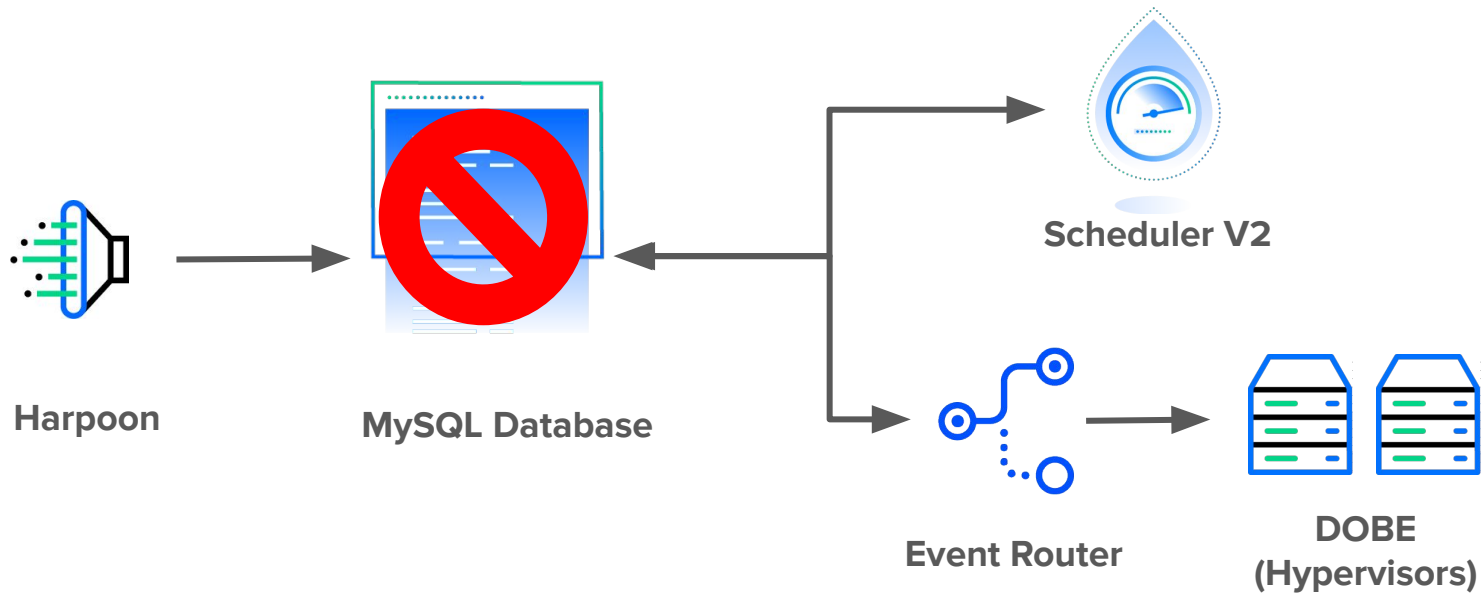 Scheduler V2
Harpoon
MySQL Database
Event Router
DOBE
(Hypervisors)